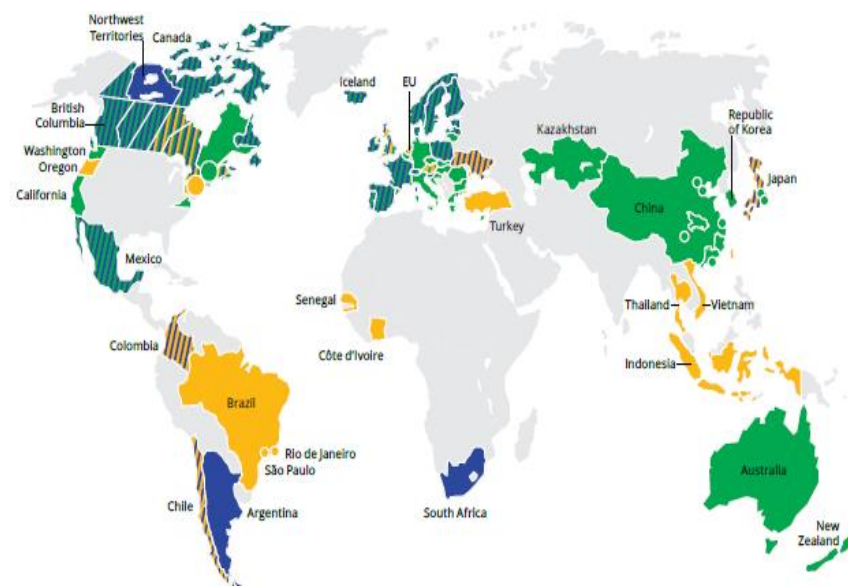 Northwest
Territories
Canada
British
Columbia
Washington
Oregon
California
Mexico
Iceland
EU
Kazakhstan
Republic
of Korea
Japan
China
Turkey
Senegal
Côte d'Ivoire
Thailand
Vietnam
Indonesia
Colombia
Brazil
Rio de Janeiro
São Paulo
Chile
Argentina
South Africa
Australia
New
Zealand